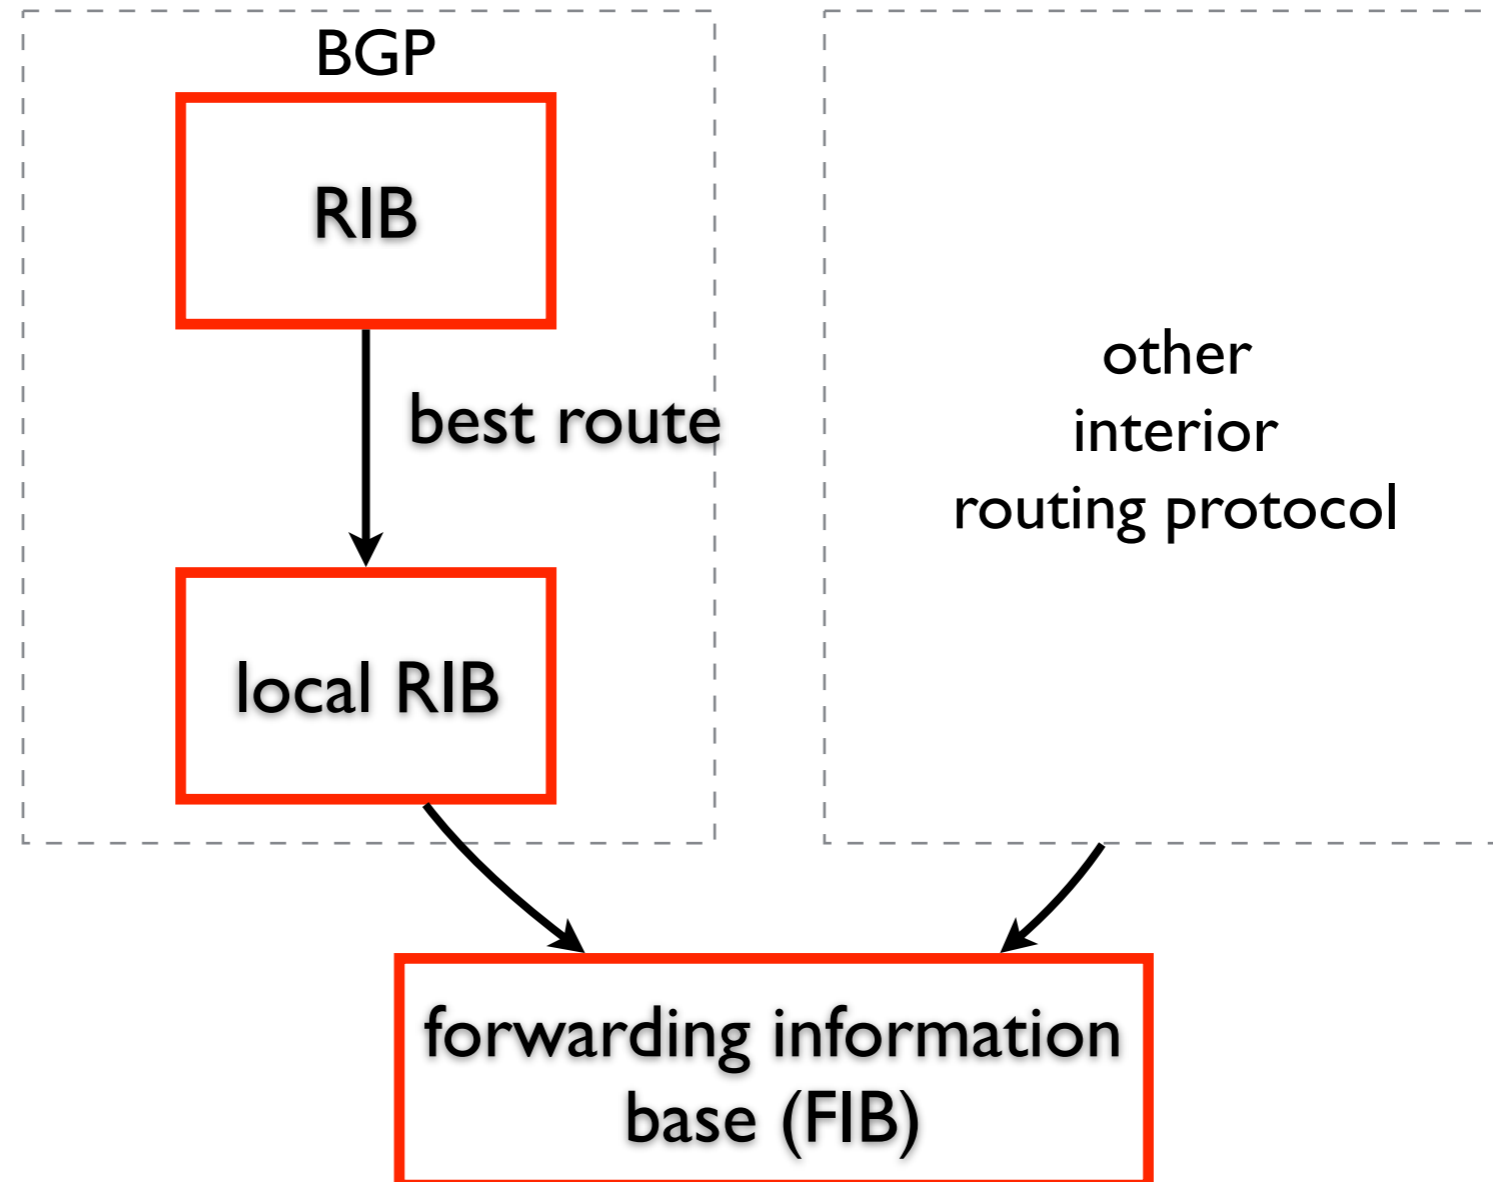 BGP
RIB
best route
local RIB
other
interior
routing protocol
forwarding information
base (FIB)